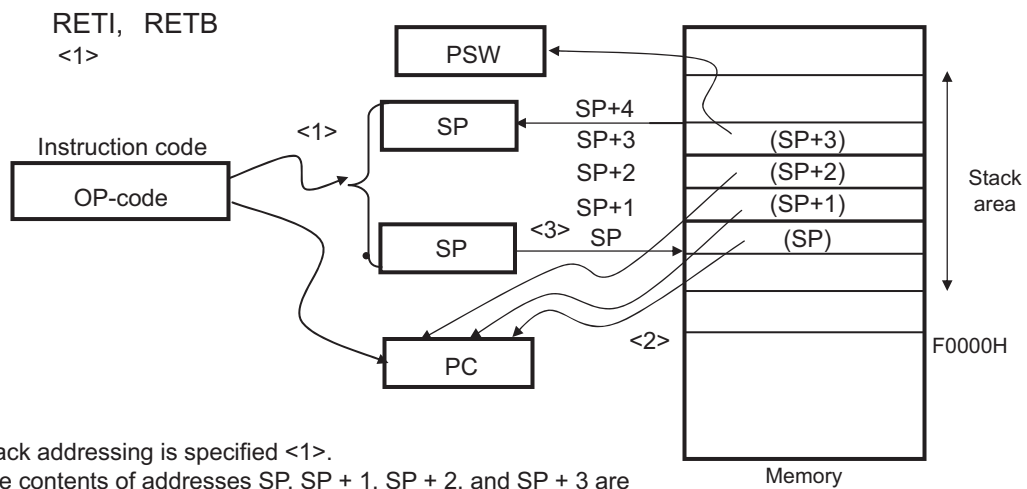 RETI, RETB
<1>
PSW
SP+4
<1>
SP
SP+3
(SP+3)
Instruction code
SP+2
(SP+2)
Stack
area
OP-code
SP+1
(SP+1)
SP
<3>
SP
(SP)
<2>
F0000H
PC
ack addressing is specified <1>.
Memory
e contents of addresses SP, SP + 1, SP + 2, and SP + 3 are